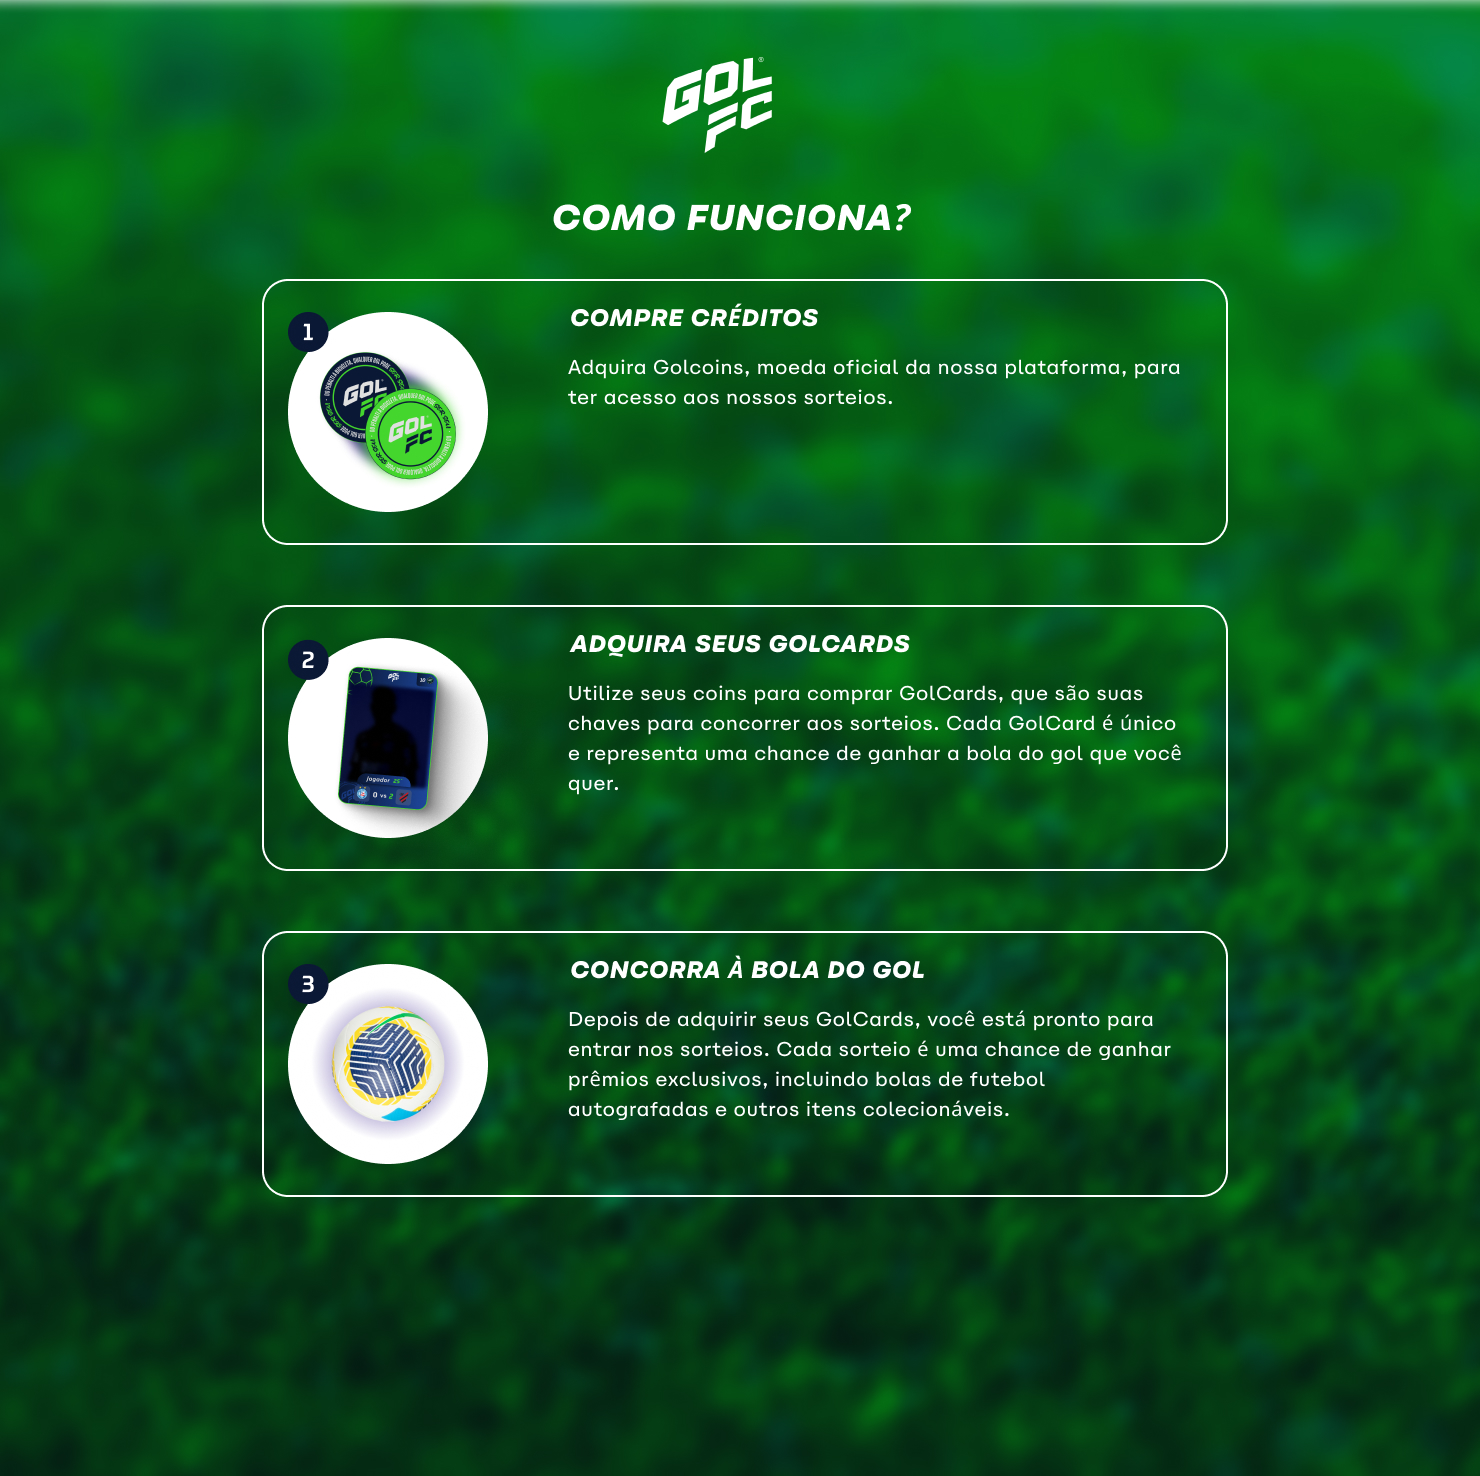 GOL
FC
®
COMO FUNCIONA?
1
GOL
FC
GOL
FC
COMPRE CRÉDITOS
Adquira Golcoins, moeda oficial da nossa plataforma, para
ter acesso aos nossos sorteios.
2
GOL
FC
10
Jogador 25
0 vs 2
ADQUIRA SEUS GOLCARDS
Utilize seus coins para comprar GolCards, que são suas
chaves para concorrer aos sorteios. Cada GolCard é único
e representa uma chance de ganhar a bola do gol que você
quer.
3
CONCORRA À BOLA DO GOL
Depois de adquirir seus GolCards, você está pronto para
entrar nos sorteios. Cada sorteio é uma chance de ganhar
prêmios exclusivos, incluindo bolas de futebol
autografadas e outros itens colecionáveis.